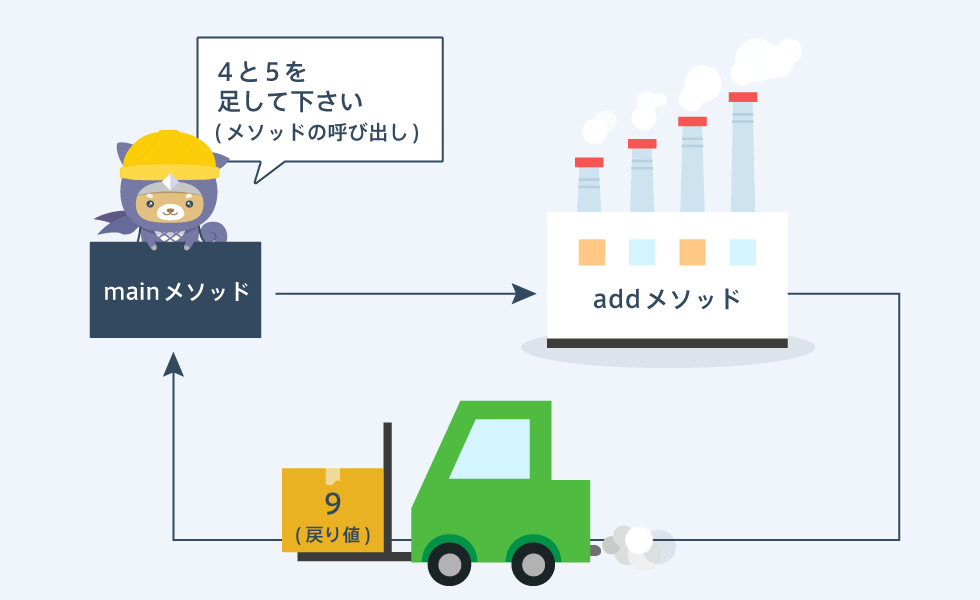 4と5を
足して下さい
(メソッドの呼び出し)
mainメソッド
addメソッド
9
(戻り値)